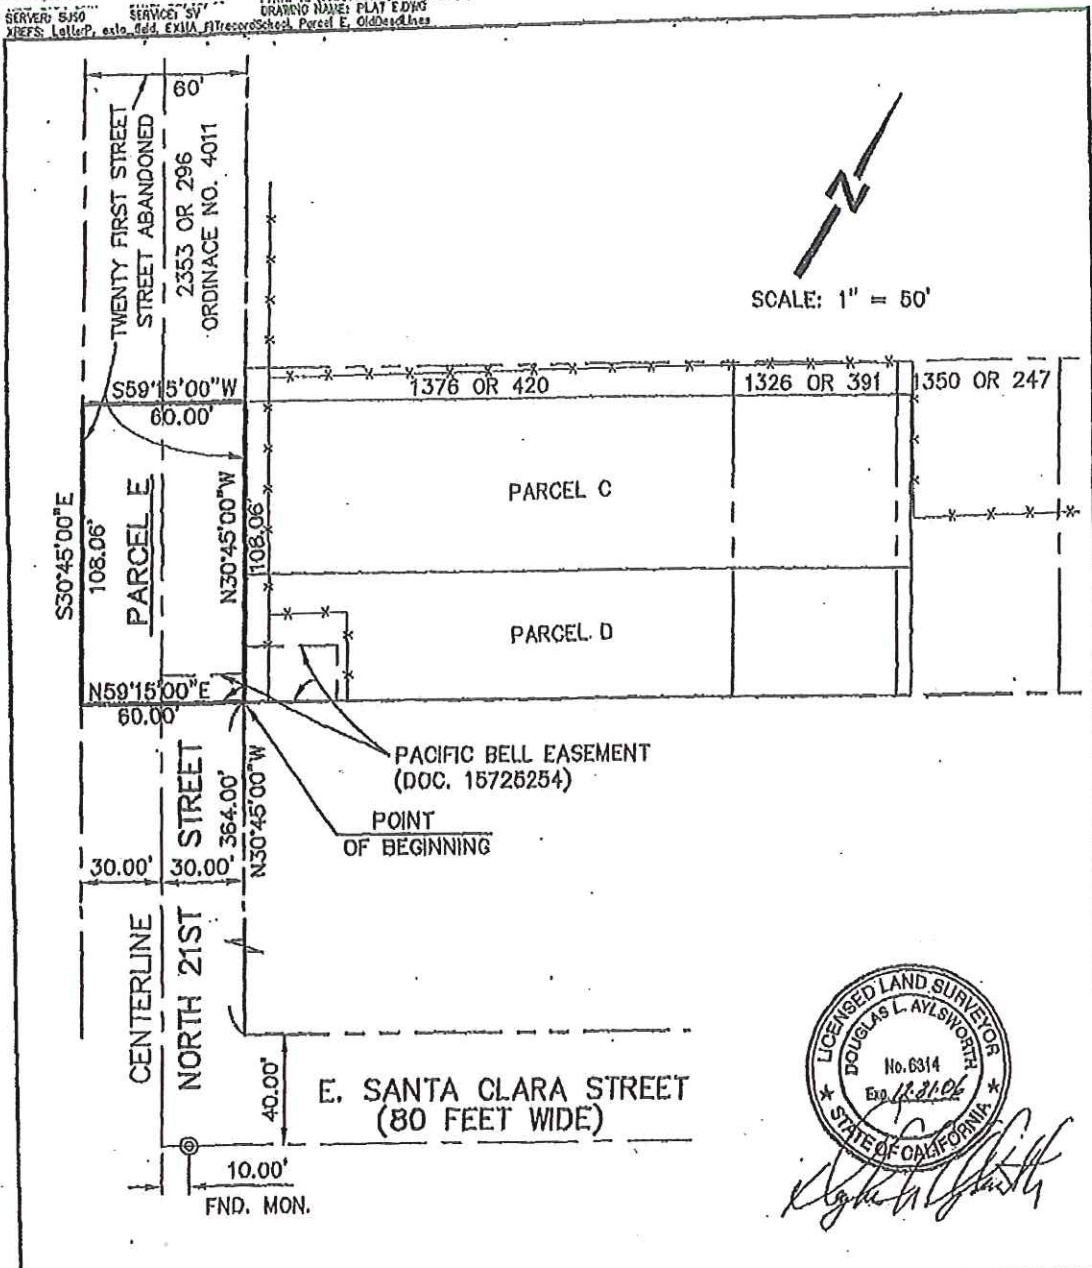 SERVER: SJ50 SERVICE: SV DRAWING NAME: PLAT E.DWG
XREFS: Parcel E, OldDeedLines
60'
TWENTY FIRST STREET
STREET ABANDONED
2353 OR 296
ORDINACE NO. 4011
N
SCALE: 1" = 50'
S59°15'00"W
60.00'
1376 OR 420
1326 OR 391
1350 OR 247
S30°45'00"E
108.06'
PARCEL E
N30°45'00"W
108.06'
PARCEL C
PARCEL D
N59°15'00"E
60.00'
PACIFIC BELL EASEMENT
(DOC. 15725254)
POINT
OF BEGINNING
364.00'
N30°45'00"W
30.00'
30.00'
CENTERLINE
NORTH 21ST STREET
40.00'
E. SANTA CLARA STREET
(80 FEET WIDE)
10.00'
FND. MON.
LICENSED LAND SURVEYOR
DOUGLAS L. AYLSWORTH
No. 6314
Exp. 12-31-06
STATE OF CALIFORNIA